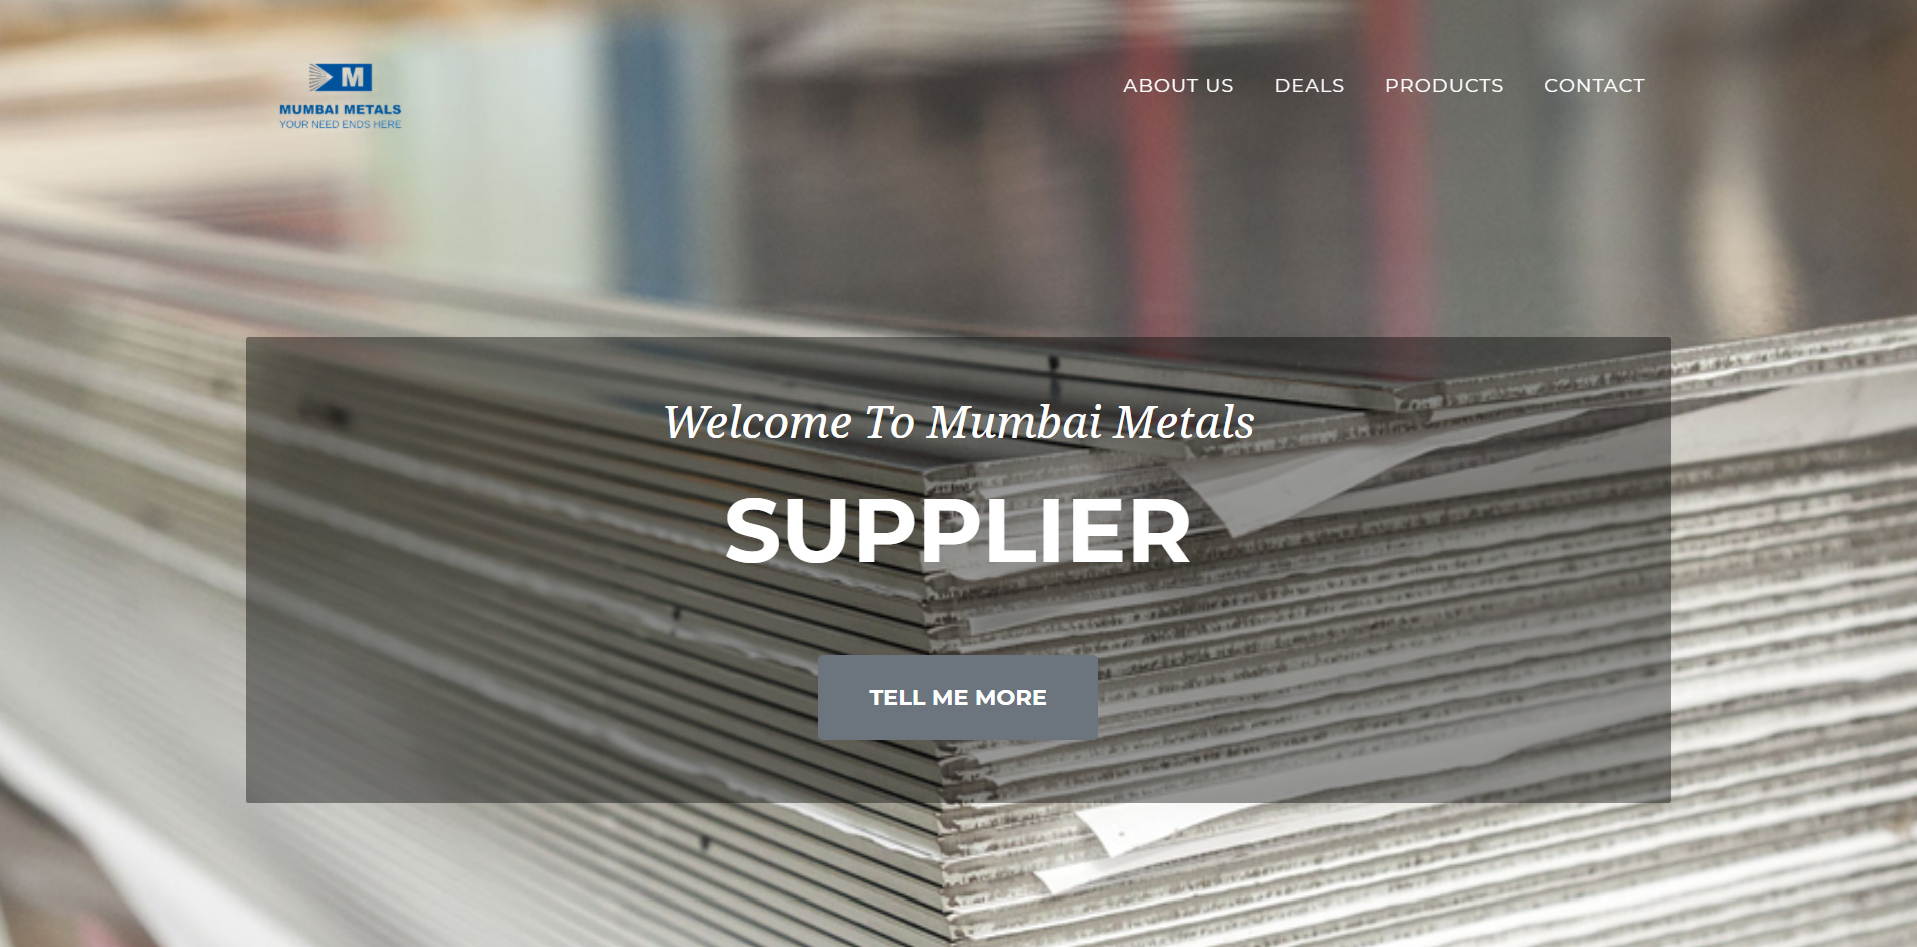 M
MUMBAI METALS
YOUR NEED ENDS HERE
ABOUT US DEALS PRODUCTS CONTACT
Welcome To Mumbai Metals
SUPPLIER
TELL ME MORE